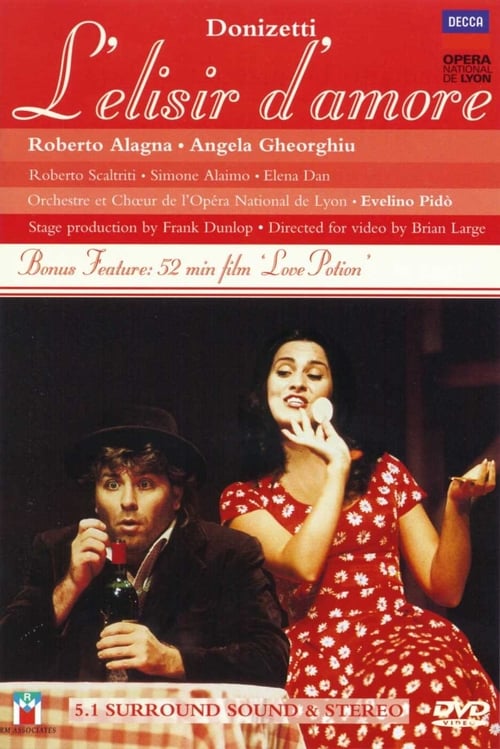 DECCA
Donizetti
OPERA
NATIONAL
DE LYON
L'elisir d'amore
Roberto Alagna • Angela Gheorghiu
Roberto Scaltriti • Simone Alaimo • Elena Dan
Orchestre et Chœur de l'Opéra National de Lyon • Evelino Pidò
Stage production by Frank Dunlop • Directed for video by Brian Large
Bonus Feature: 52 min film 'Love Potion'
R
M
RM ASSOCIATES
5.1 SURROUND SOUND & STEREO
DVD
VIDEO